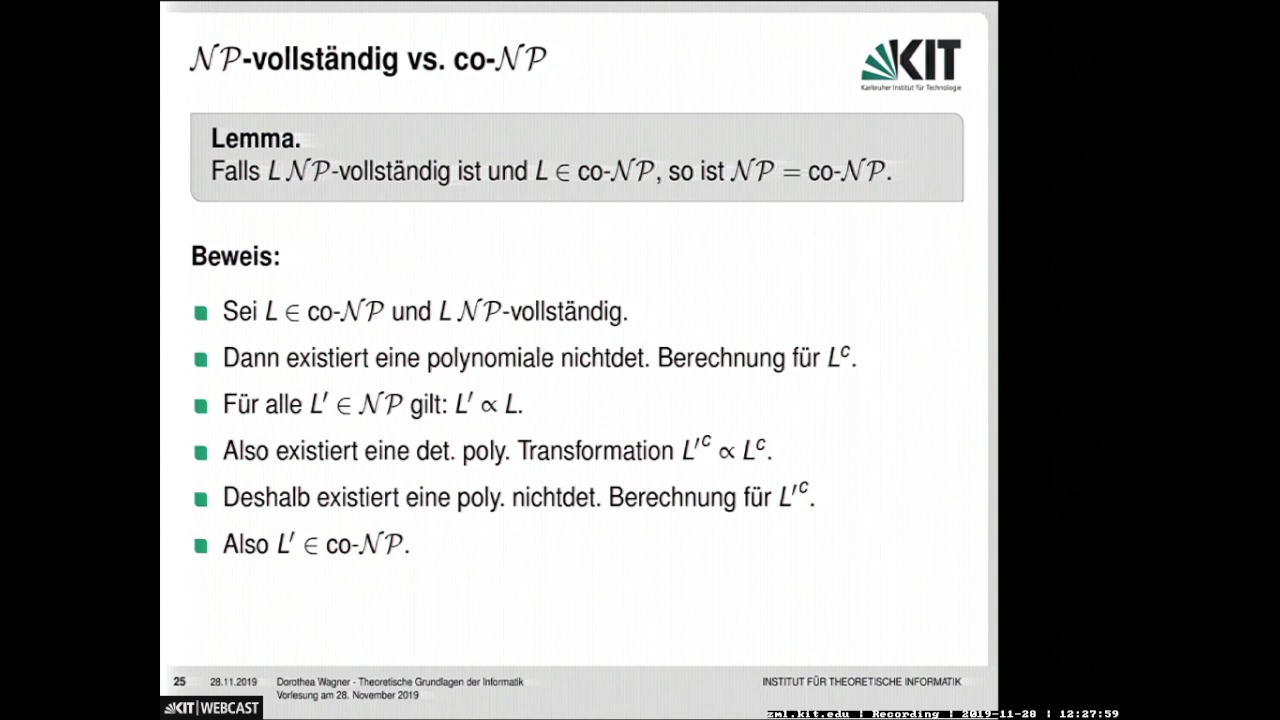 𝒩𝒫-vollständig vs. co-𝒩𝒫
KIT
Karlsruher Institut für Technologie
Lemma.
Falls L 𝒩𝒫-vollständig ist und L ∈ co-𝒩𝒫, so ist 𝒩𝒫 = co-𝒩𝒫.
Beweis:
Sei L ∈ co-𝒩𝒫 und L 𝒩𝒫-vollständig.
Dann existiert eine polynomiale nichtdet. Berechnung für Lᶜ.
Für alle L′ ∈ 𝒩𝒫 gilt: L′ ∝ L.
Also existiert eine det. poly. Transformation L′ᶜ ∝ Lᶜ.
Deshalb existiert eine poly. nichtdet. Berechnung für L′ᶜ.
Also L′ ∈ co-𝒩𝒫.
25 28.11.2019 Dorothea Wagner - Theoretische Grundlagen der Informatik INSTITUT FÜR THEORETISCHE INFORMATIK
Vorlesung am 28. November 2019
KIT | WEBCAST
zml.kit.edu | Recording | 2019-11-28 | 12:27:59